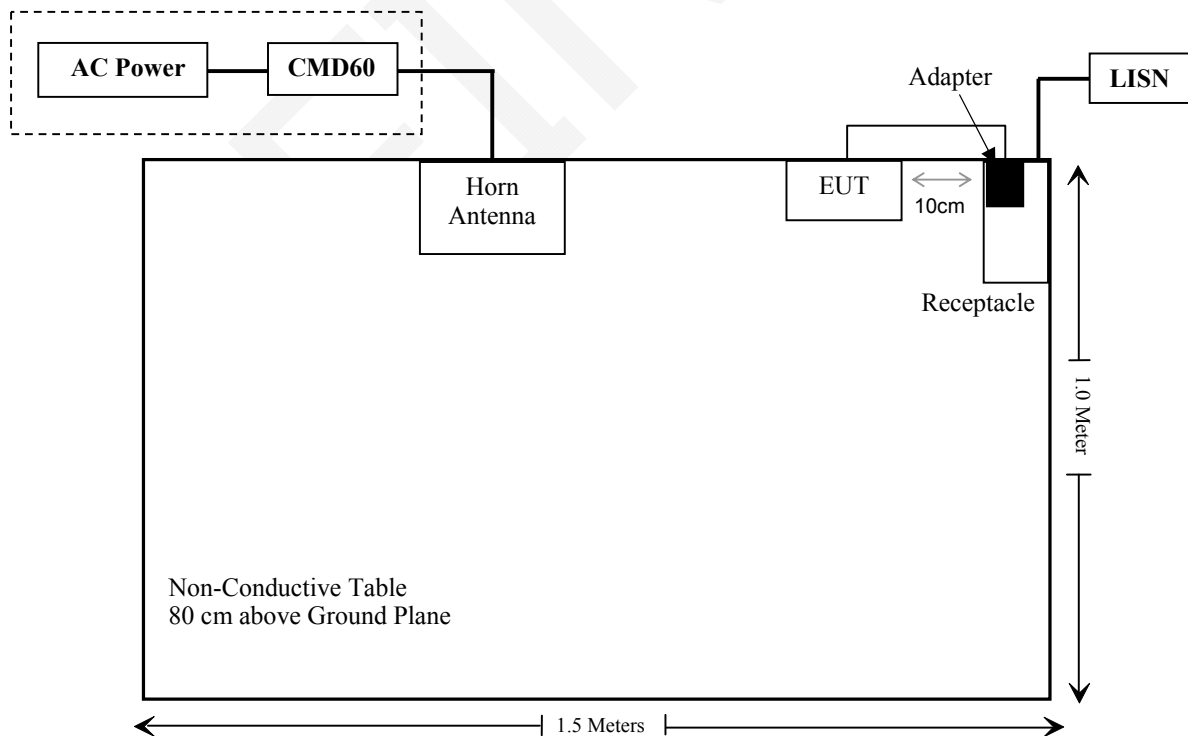 AC Power
CMD60
Adapter
LISN
Horn
Antenna
EUT
10cm
Receptacle
1.0 Meter
Non-Conductive Table
80 cm above Ground Plane
1.5 Meters